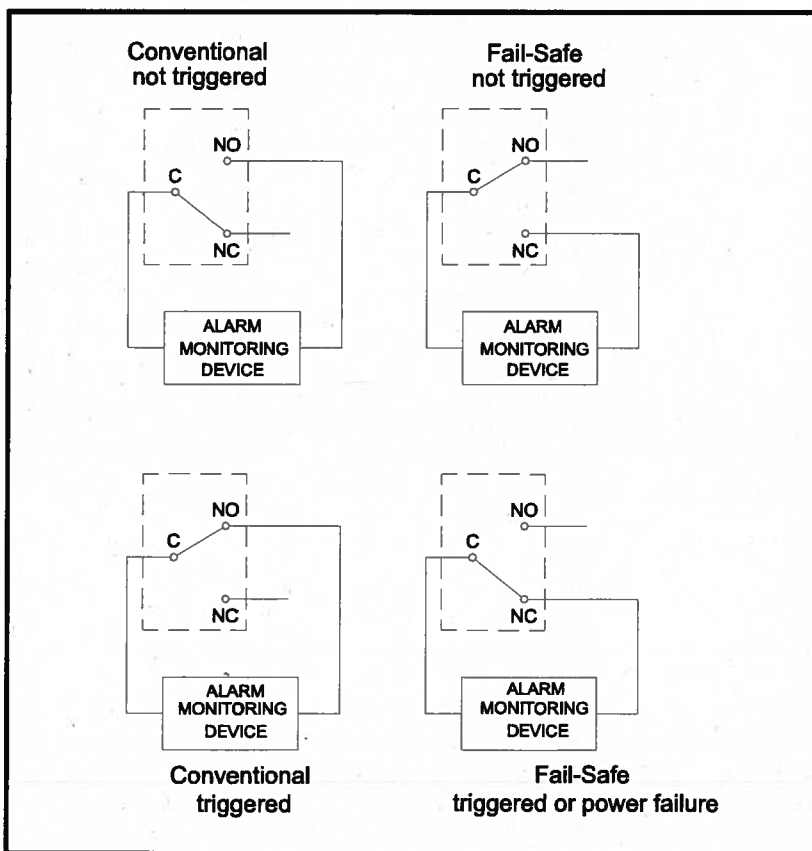 Conventional
not triggered
NO
C
NC
ALARM
MONITORING
DEVICE
Fail-Safe
not triggered
NO
C
NC
ALARM
MONITORING
DEVICE
NO
C
NC
ALARM
MONITORING
DEVICE
Conventional
triggered
NO
C
NC
ALARM
MONITORING
DEVICE
Fail-Safe
triggered or power failure